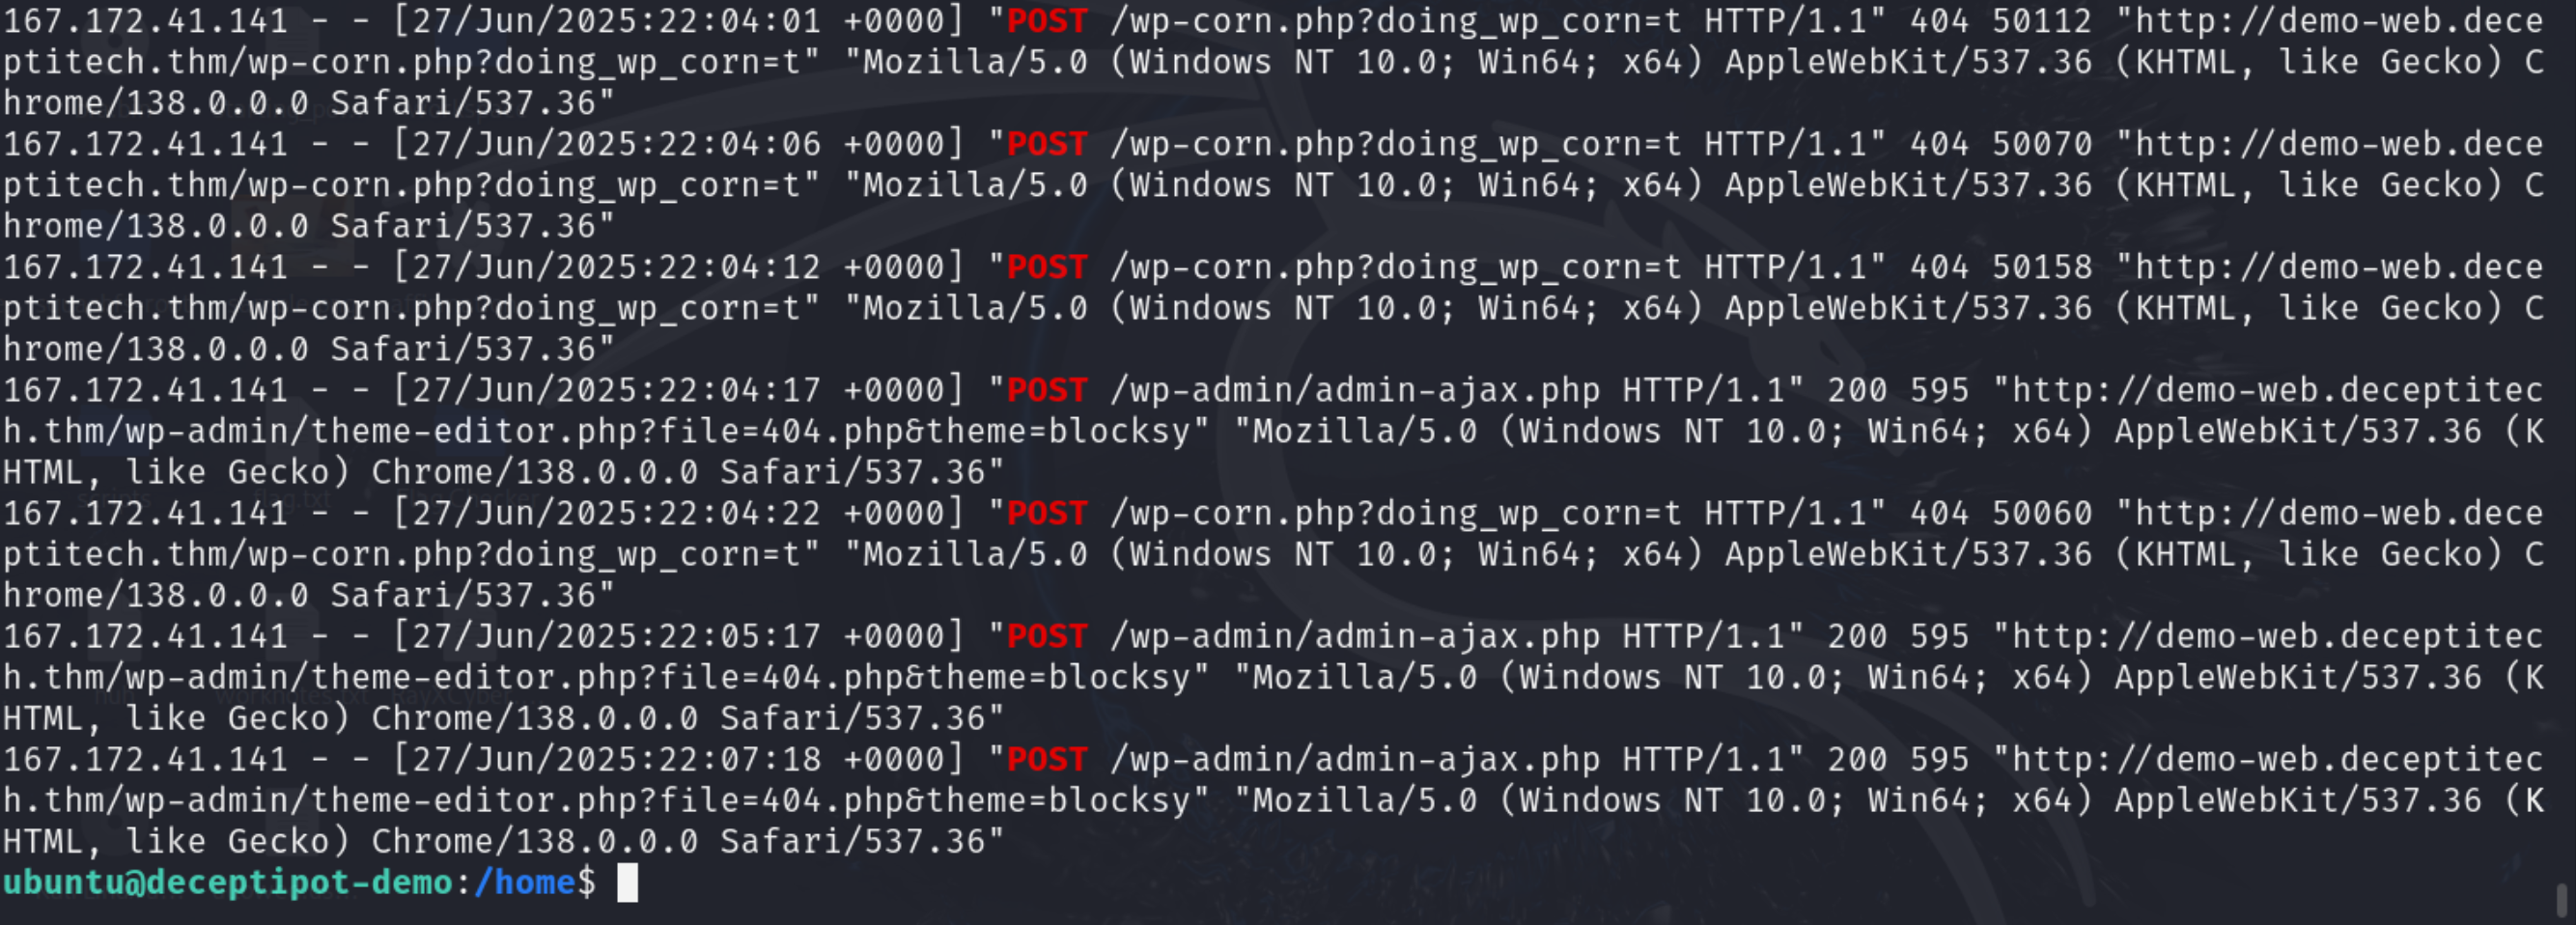 167.172.41.141 - - [27/Jun/2025:22:04:01 +0000] "POST /wp-corn.php?doing_wp_corn=t HTTP/1.1" 404 50112 "http://demo-web.dece
ptitech.thm/wp-corn.php?doing_wp_corn=t" "Mozilla/5.0 (Windows NT 10.0; Win64; x64) AppleWebKit/537.36 (KHTML, like Gecko) C
hrome/138.0.0.0 Safari/537.36"
167.172.41.141 - - [27/Jun/2025:22:04:06 +0000] "POST /wp-corn.php?doing_wp_corn=t HTTP/1.1" 404 50070 "http://demo-web.dece
ptitech.thm/wp-corn.php?doing_wp_corn=t" "Mozilla/5.0 (Windows NT 10.0; Win64; x64) AppleWebKit/537.36 (KHTML, like Gecko) C
hrome/138.0.0.0 Safari/537.36"
167.172.41.141 - - [27/Jun/2025:22:04:12 +0000] "POST /wp-corn.php?doing_wp_corn=t HTTP/1.1" 404 50158 "http://demo-web.dece
ptitech.thm/wp-corn.php?doing_wp_corn=t" "Mozilla/5.0 (Windows NT 10.0; Win64; x64) AppleWebKit/537.36 (KHTML, like Gecko) C
hrome/138.0.0.0 Safari/537.36"
167.172.41.141 - - [27/Jun/2025:22:04:17 +0000] "POST /wp-admin/admin-ajax.php HTTP/1.1" 200 595 "http://demo-web.deceptitec
h.thm/wp-admin/theme-editor.php?file=404.php&theme=blocksy" "Mozilla/5.0 (Windows NT 10.0; Win64; x64) AppleWebKit/537.36 (K
HTML, like Gecko) Chrome/138.0.0.0 Safari/537.36"
167.172.41.141 - - [27/Jun/2025:22:04:22 +0000] "POST /wp-corn.php?doing_wp_corn=t HTTP/1.1" 404 50060 "http://demo-web.dece
ptitech.thm/wp-corn.php?doing_wp_corn=t" "Mozilla/5.0 (Windows NT 10.0; Win64; x64) AppleWebKit/537.36 (KHTML, like Gecko) C
hrome/138.0.0.0 Safari/537.36"
167.172.41.141 - - [27/Jun/2025:22:05:17 +0000] "POST /wp-admin/admin-ajax.php HTTP/1.1" 200 595 "http://demo-web.deceptitec
h.thm/wp-admin/theme-editor.php?file=404.php&theme=blocksy" "Mozilla/5.0 (Windows NT 10.0; Win64; x64) AppleWebKit/537.36 (K
HTML, like Gecko) Chrome/138.0.0.0 Safari/537.36"
167.172.41.141 - - [27/Jun/2025:22:07:18 +0000] "POST /wp-admin/admin-ajax.php HTTP/1.1" 200 595 "http://demo-web.deceptitec
h.thm/wp-admin/theme-editor.php?file=404.php&theme=blocksy" "Mozilla/5.0 (Windows NT 10.0; Win64; x64) AppleWebKit/537.36 (K
HTML, like Gecko) Chrome/138.0.0.0 Safari/537.36"
ubuntu@deceptipot-demo:/home$